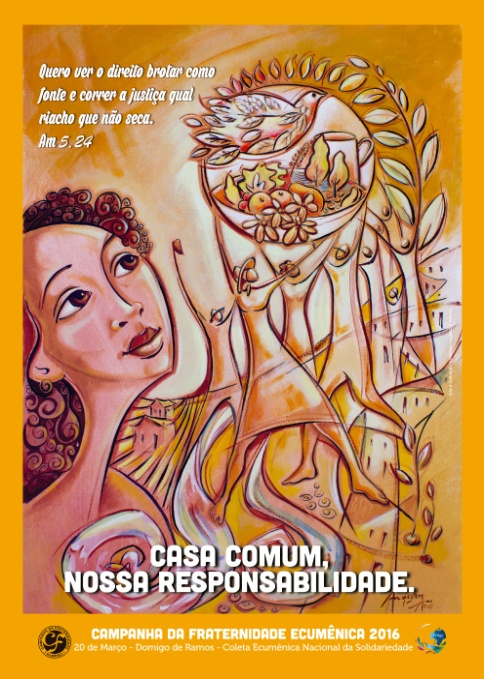 Quero ver o direito brotar como
fonte e correr a justiça qual
riacho que não seca.
Am 5, 24
CASA COMUM,
NOSSA RESPONSABILIDADE.
CAMPANHA DA FRATERNIDADE ECUMÊNICA 2016
20 de Março - Domigo de Ramos - Coleta Ecumênica Nacional da Solidariedade